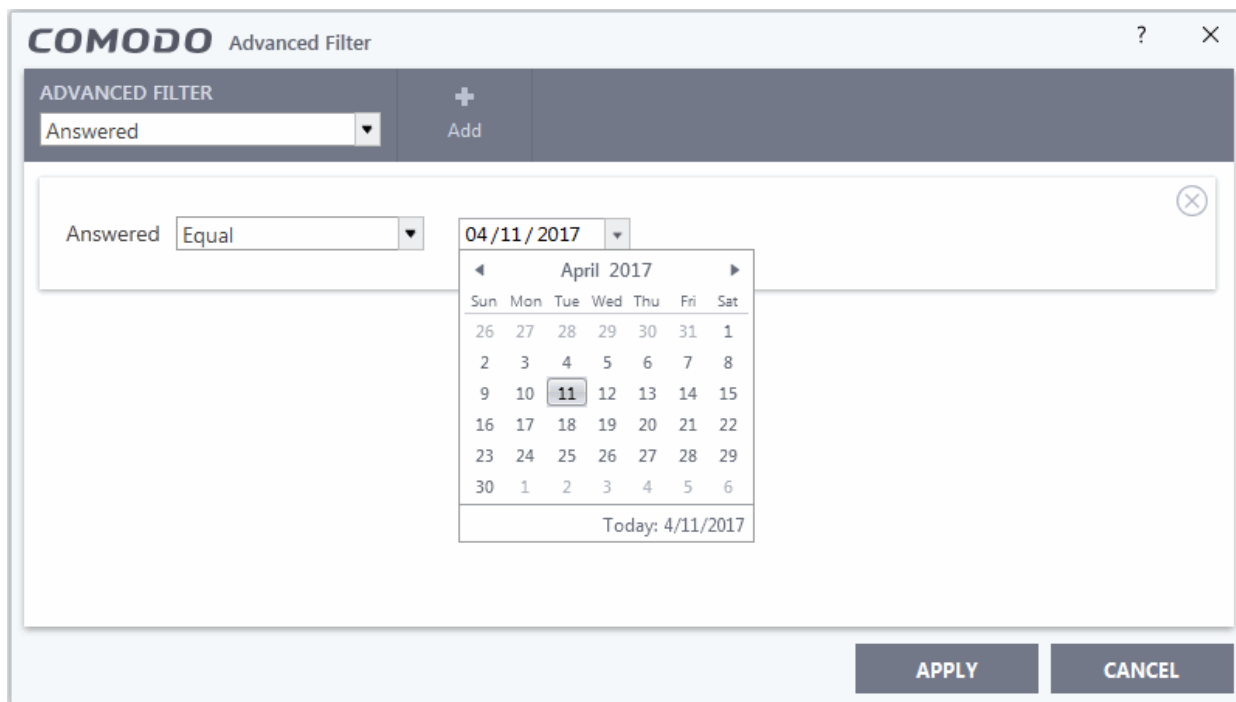 COMODO Advanced Filter ?
ADVANCED FILTER
Answered
Add
Answered Equal 04/11/2017
April 2017
Sun Mon Tue Wed Thu Fri Sat
26 27 28 29 30 31 1
2 3 4 5 6 7 8
9 10 11 12 13 14 15
16 17 18 19 20 21 22
23 24 25 26 27 28 29
30 1 2 3 4 5 6
Today: 4/11/2017
APPLY CANCEL